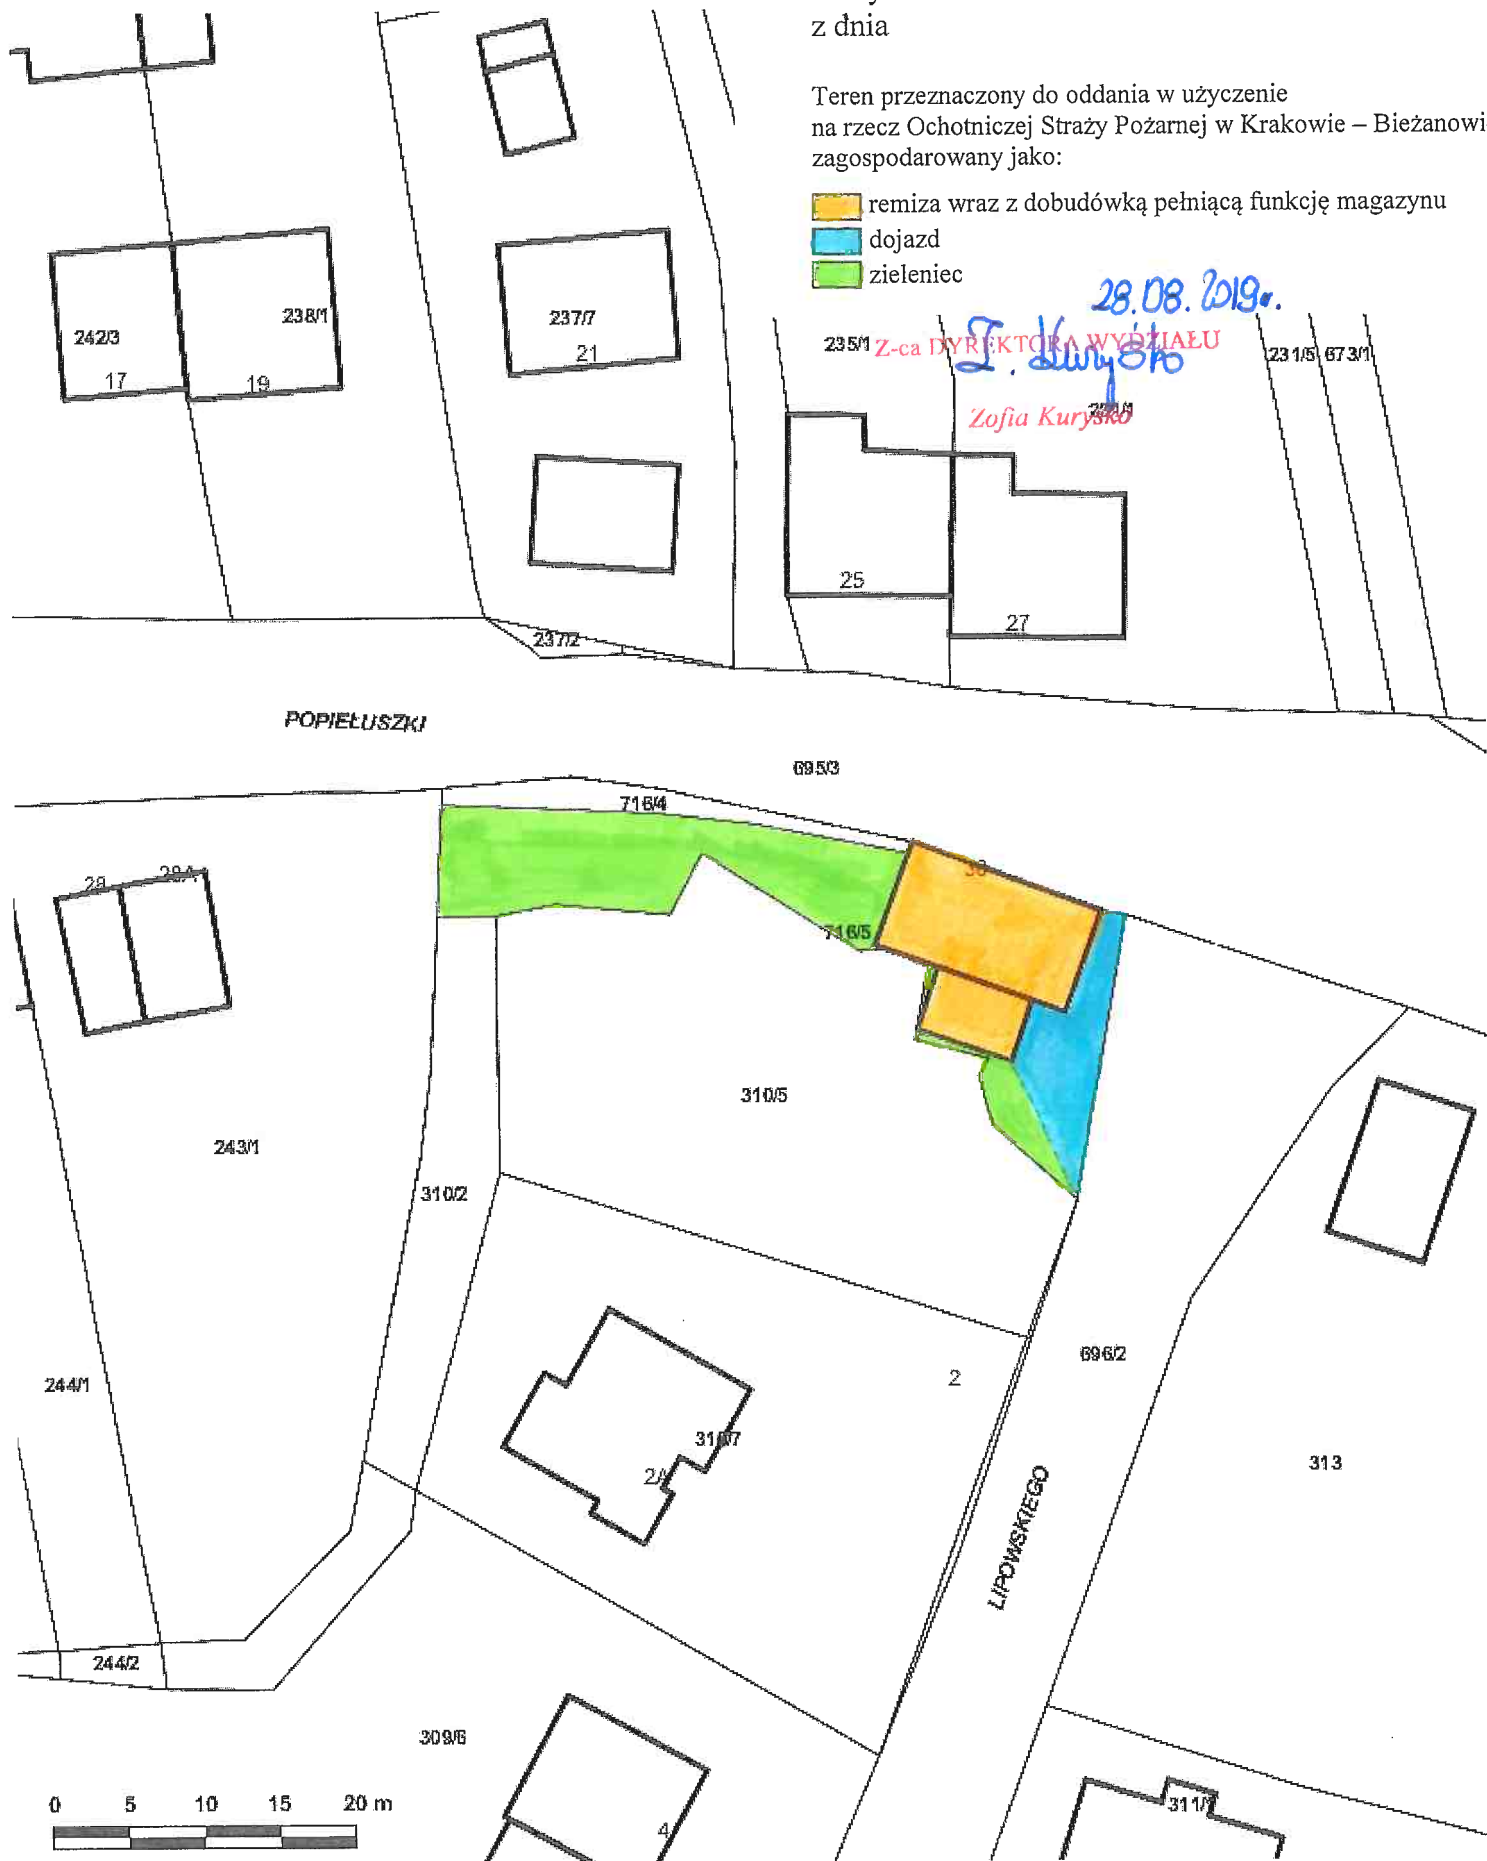 z dnia
Teren przeznaczony do oddania w użyczenie
na rzecz Ochotniczej Straży Pożarnej w Krakowie – Bieżanowi
zagospodarowany jako:
remiza wraz z dobudówką pełniącą funkcję magazynu
dojazd
zieleniec
28.08.2019r.
Z-ca DYREKTORA WYDZIAŁU
Zofia Kuryśko
242/3
17
238/1
19
237/7
21
235/1
231/5
673/1
25
27
237/2
POPIEŁUSZKI
695/3
716/4
28
28A
716/5
310/5
243/1
310/2
244/1
2
696/2
310/7
2A
313
LIPOWSKIEGO
244/2
309/6
4
311/1
0 5 10 15 20 m